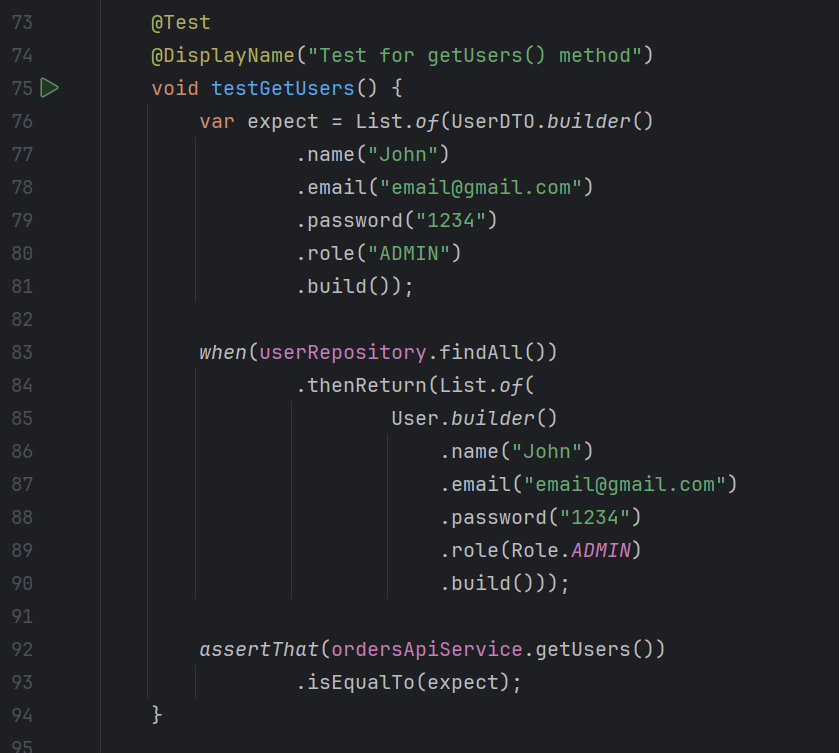 73 @Test
74 @DisplayName("Test for getUsers() method")
75 void testGetUsers() {
76 var expect = List.of(UserDTO.builder()
77 .name("John")
78 .email("email@gmail.com")
79 .password("1234")
80 .role("ADMIN")
81 .build());
82
83 when(userRepository.findAll())
84 .thenReturn(List.of(
85 User.builder()
86 .name("John")
87 .email("email@gmail.com")
88 .password("1234")
89 .role(Role.ADMIN)
90 .build()));
91
92 assertThat(ordersApiService.getUsers())
93 .isEqualTo(expect);
94 }
95